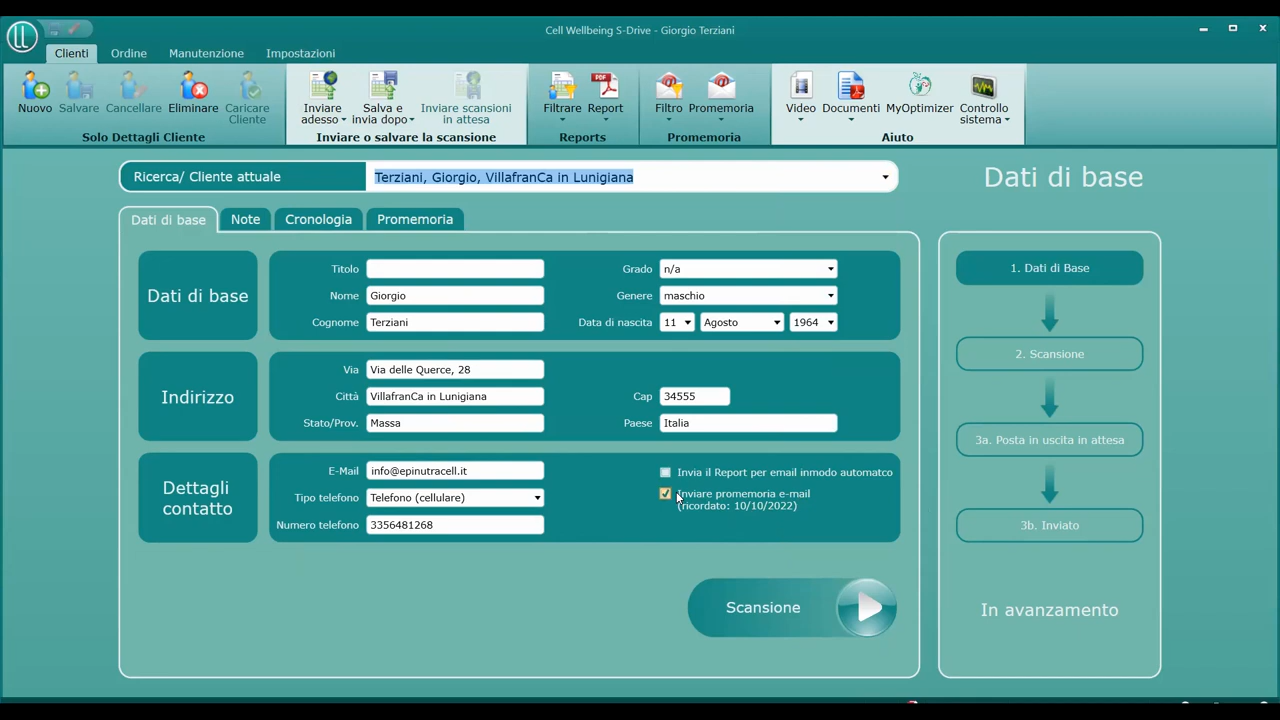 Cell Wellbeing S-Drive - Giorgio Terziani
Clienti Ordine Manutenzione Impostazioni
Nuovo Salvare Cancellare Eliminare Caricare Cliente
Solo Dettagli Cliente
Inviare adesso Salva e invia dopo Inviare scansioni in attesa
Inviare o salvare la scansione
Filtrare Report
Reports
Filtro Promemoria
Promemoria
Video Documenti MyOptimizer Controllo sistema
Aiuto
Ricerca/ Cliente attuale Terziani, Giorgio, VillafranCa in Lunigiana
Dati di base
Dati di base Note Cronologia Promemoria
Dati di base
Titolo
Grado n/a
Nome Giorgio
Genere maschio
Cognome Terziani
Data di nascita 11 Agosto 1964
Indirizzo
Via Via delle Querce, 28
Città VillafranCa in Lunigiana
Cap 34555
Stato/Prov. Massa
Paese Italia
Dettagli contatto
E-Mail info@epinutracell.it
Invia il Report per email inmodo automatco
Tipo telefono Telefono (cellulare)
Inviare promemoria e-mail
(ricordato: 10/10/2022)
Numero telefono 3356481268
Scansione
1. Dati di Base
2. Scansione
3a. Posta in uscita in attesa
3b. Inviato
In avanzamento